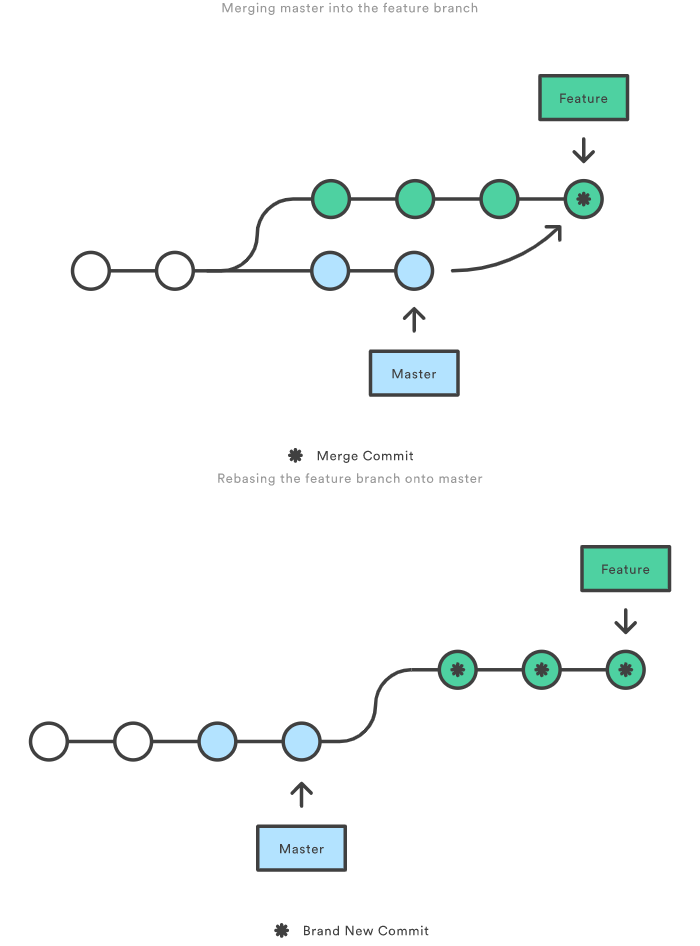 Merging master into the feature branch
Feature
Master
✱ Merge Commit
Rebasing the feature branch onto master
Feature
Master
✱ Brand New Commit